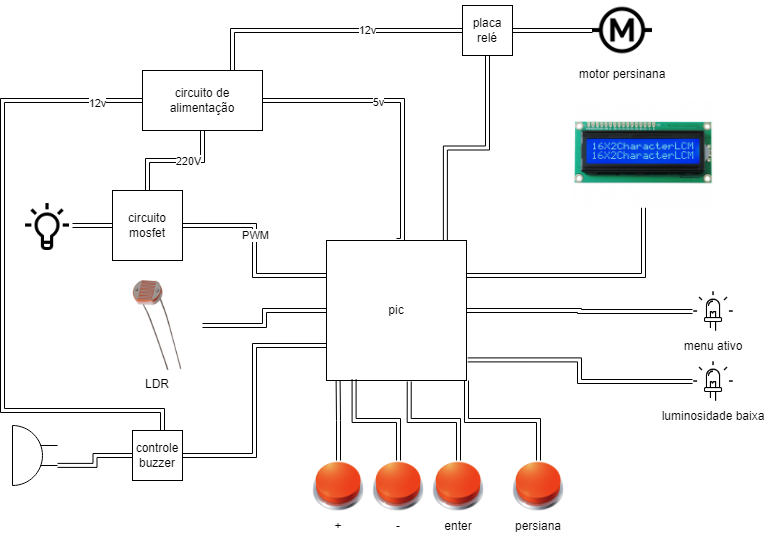 12v
placa
relé
M
motor persinana
circuito de
alimentação
12v
5v
16X2CharacterLCM
16X2CharacterLCM
220V
circuito
mosfet
PWM
pic
LDR
menu ativo
luminosidade baixa
controle
buzzer
+
-
enter
persiana